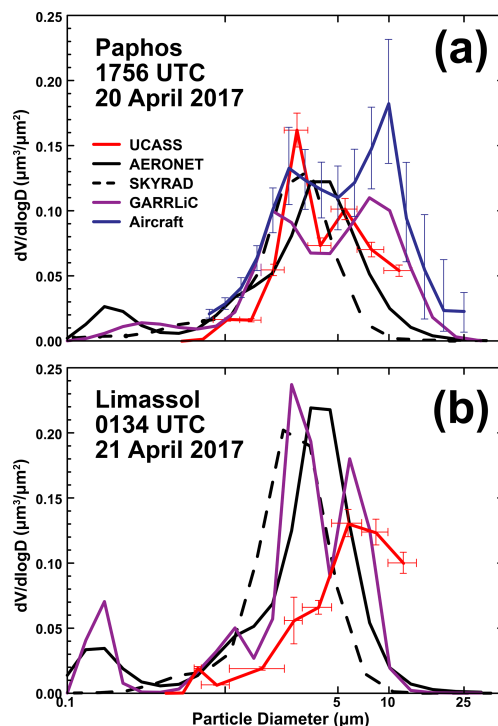 (a)
Paphos
1756 UTC
20 April 2017
UCASS
AERONET
SKYRAD
GARRLiC
Aircraft
dV/dlogD (μm³/μm²)
0.25
0.20
0.15
0.10
0.05
0.00
(b)
Limassol
0134 UTC
21 April 2017
dV/dlogD (μm³/μm²)
0.25
0.20
0.15
0.10
0.05
0.00
0.1 5 10 25
Particle Diameter (μm)